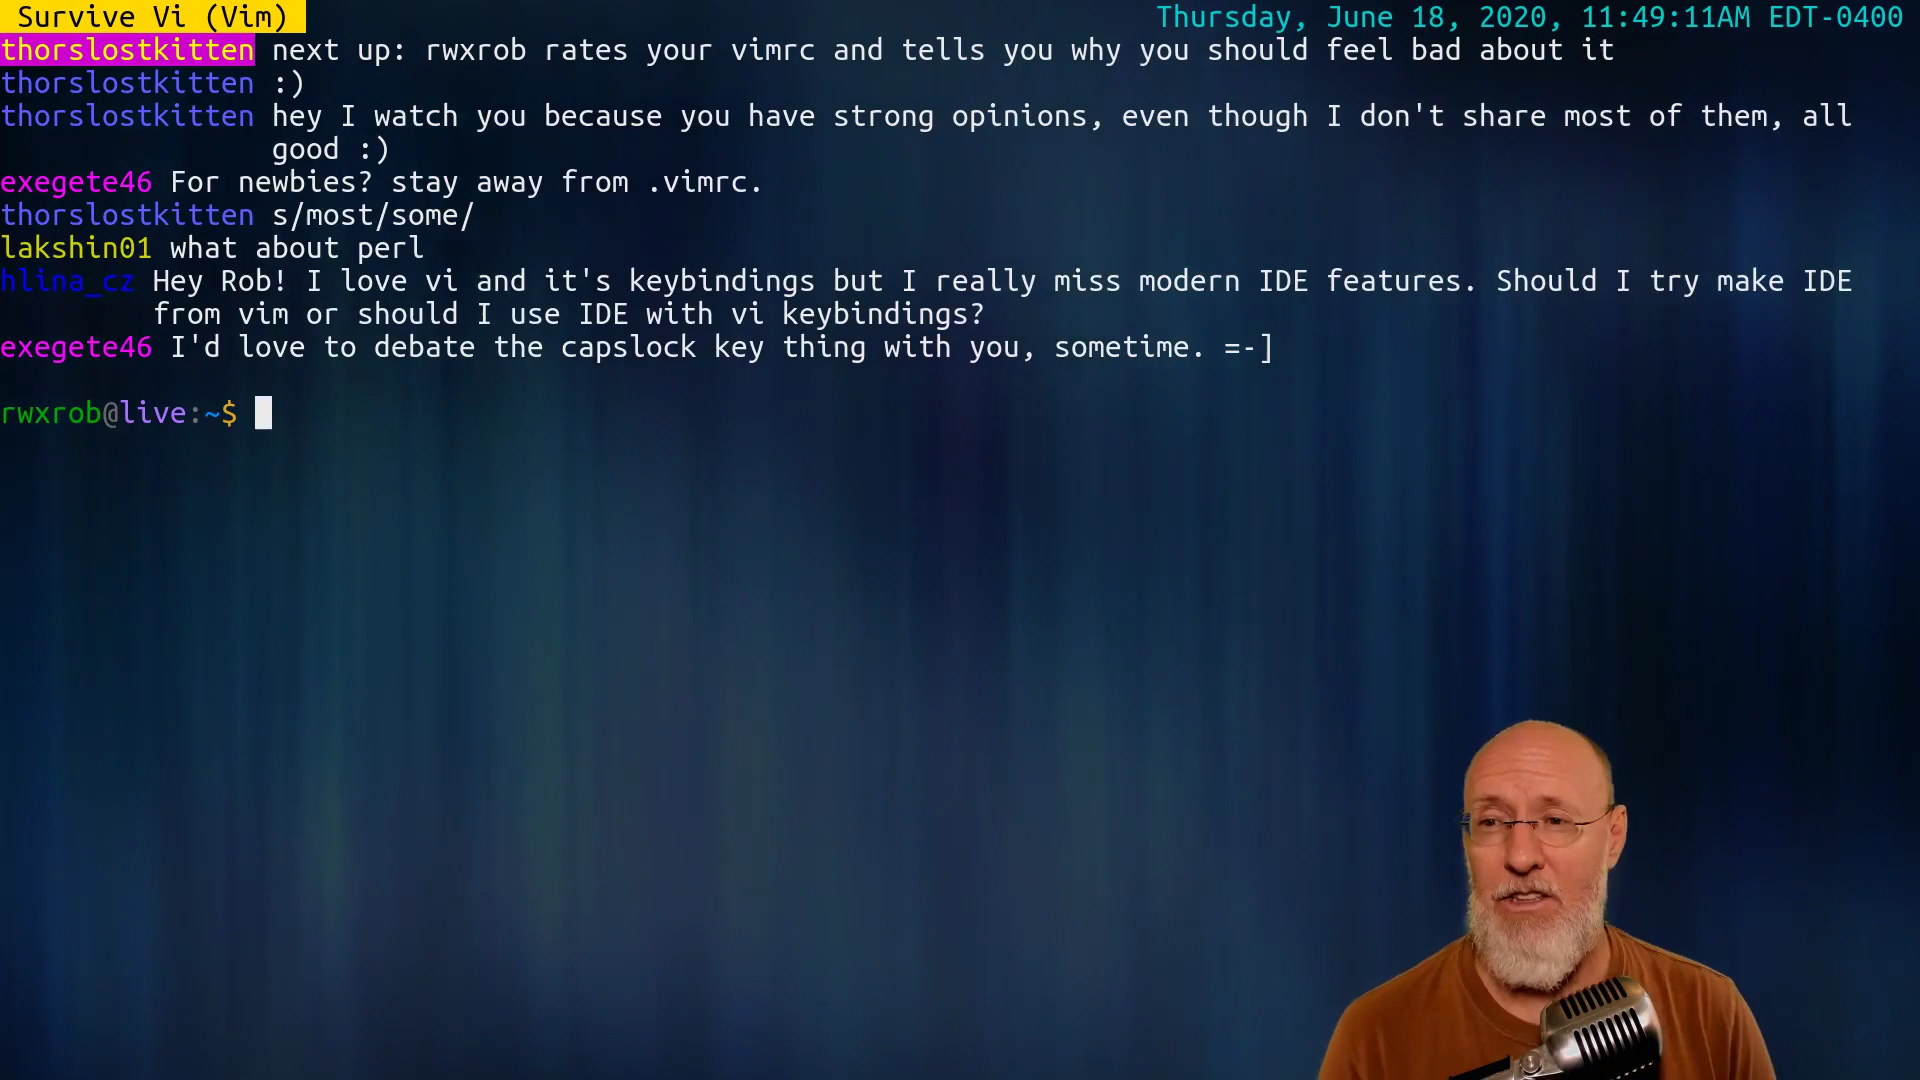 Survive Vi (Vim)
Thursday, June 18, 2020, 11:49:11AM EDT-0400
thorslostkitten next up: rwxrob rates your vimrc and tells you why you should feel bad about it
thorslostkitten :)
thorslostkitten hey I watch you because you have strong opinions, even though I don't share most of them, all
good :)
exegete46 For newbies? stay away from .vimrc.
thorslostkitten s/most/some/
lakshin01 what about perl
hlina_cz Hey Rob! I love vi and it's keybindings but I really miss modern IDE features. Should I try make IDE
from vim or should I use IDE with vi keybindings?
exegete46 I'd love to debate the capslock key thing with you, sometime. =-]
rwxrob@live:~$